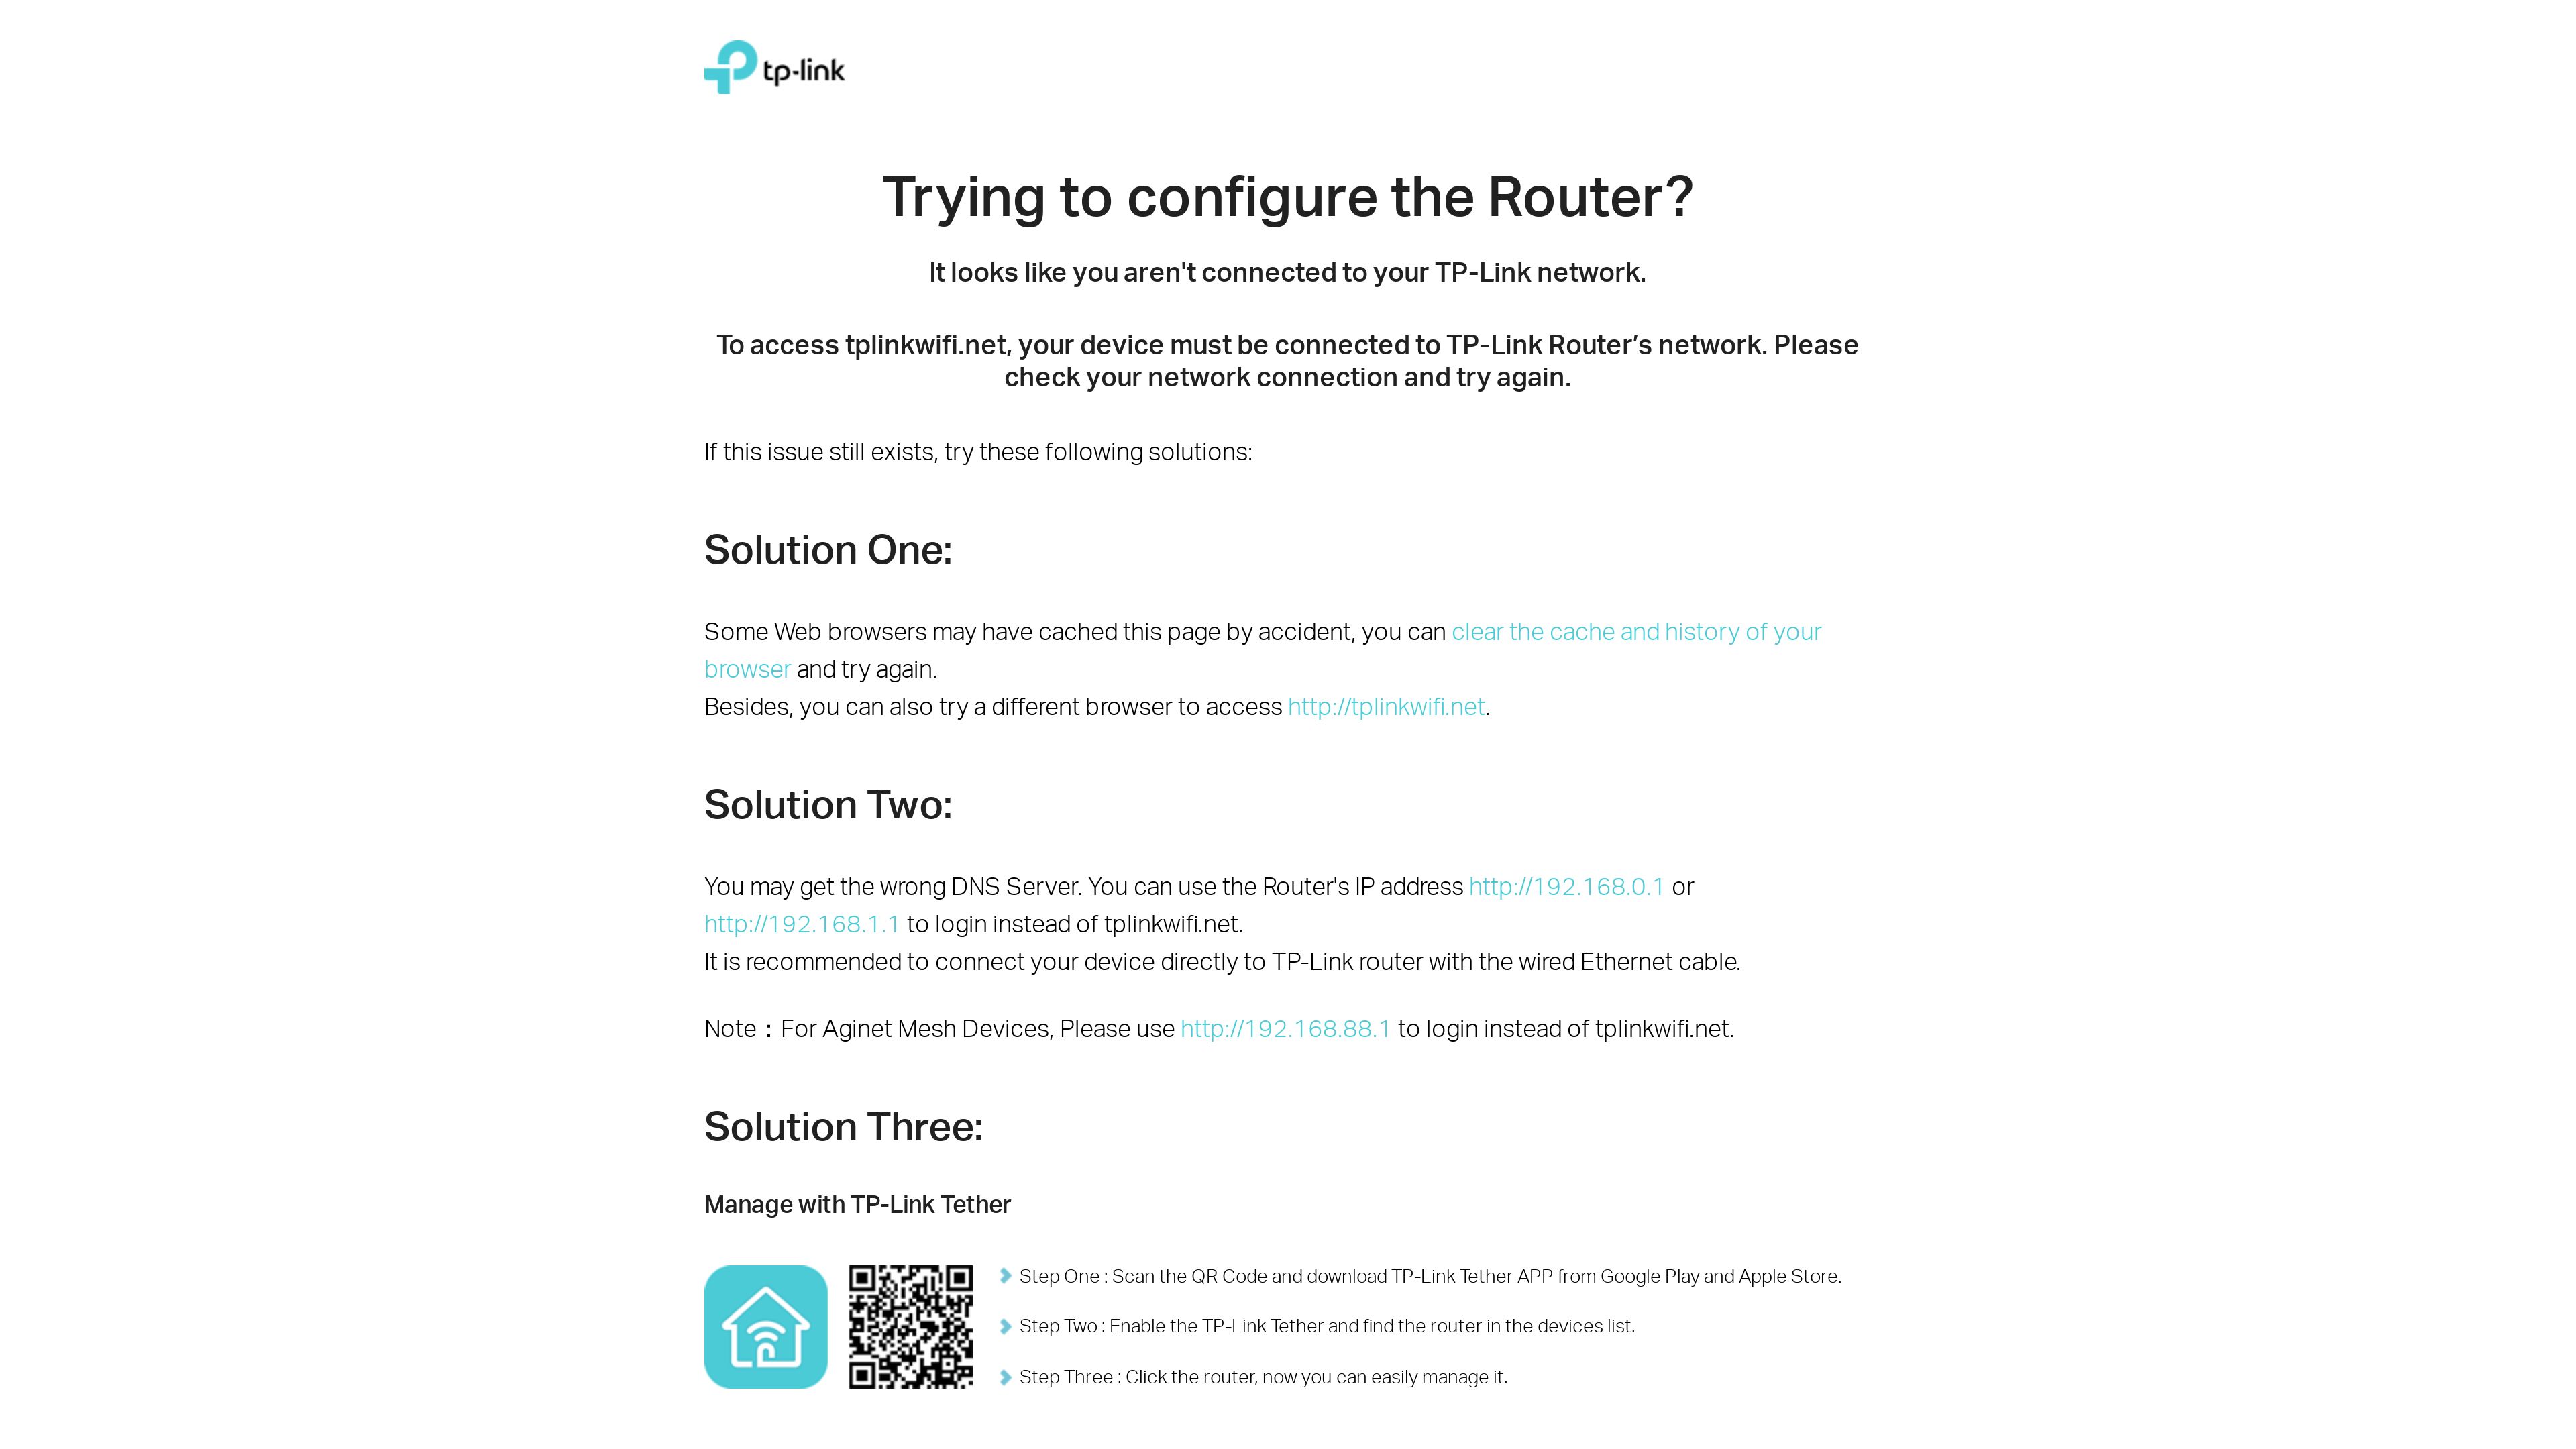 tp-link
Trying to configure the Router?
It looks like you aren't connected to your TP-Link network.
To access tplinkwifi.net, your device must be connected to TP-Link Router’s network. Please
check your network connection and try again.
If this issue still exists, try these following solutions:
Solution One:
Some Web browsers may have cached this page by accident, you can clear the cache and history of your
browser and try again.
Besides, you can also try a different browser to access http://tplinkwifi.net.
Solution Two:
You may get the wrong DNS Server. You can use the Router's IP address http://192.168.0.1 or
http://192.168.1.1 to login instead of tplinkwifi.net.
It is recommended to connect your device directly to TP-Link router with the wired Ethernet cable.
Note：For Aginet Mesh Devices, Please use http://192.168.88.1 to login instead of tplinkwifi.net.
Solution Three:
Manage with TP-Link Tether
Step One : Scan the QR Code and download TP-Link Tether APP from Google Play and Apple Store.
Step Two : Enable the TP-Link Tether and find the router in the devices list.
Step Three : Click the router, now you can easily manage it.